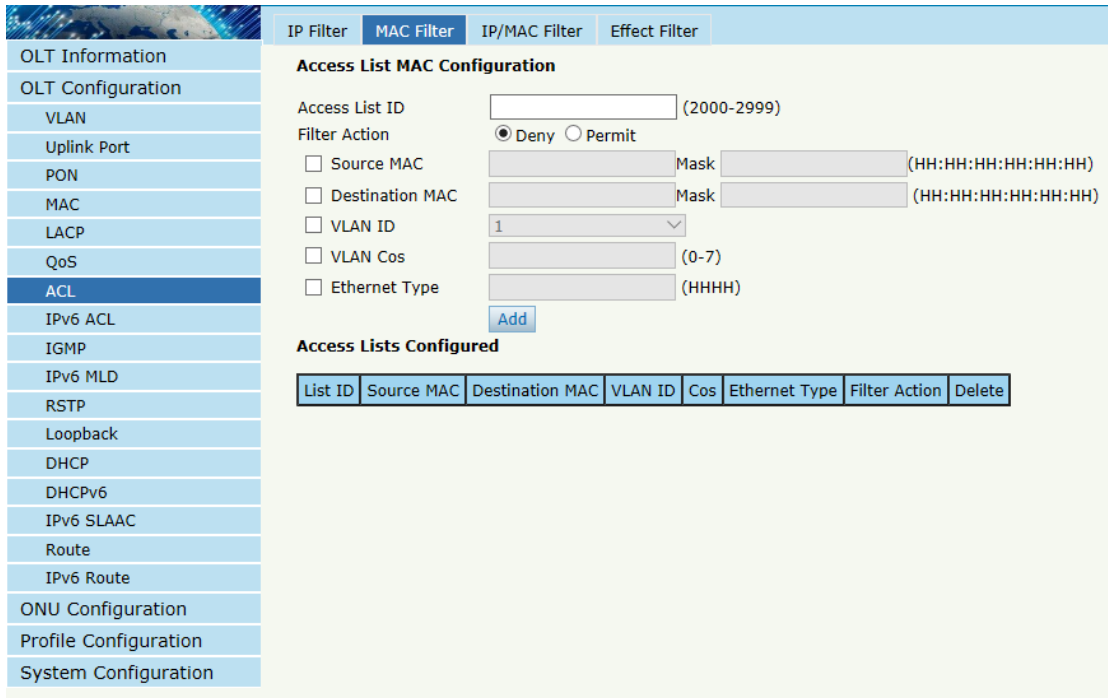 IP Filter MAC Filter IP/MAC Filter Effect Filter
OLT Information
OLT Configuration
VLAN
Uplink Port
PON
MAC
LACP
QoS
ACL
IPv6 ACL
IGMP
IPv6 MLD
RSTP
Loopback
DHCP
DHCPv6
IPv6 SLAAC
Route
IPv6 Route
ONU Configuration
Profile Configuration
System Configuration
Access List MAC Configuration
Access List ID (2000-2999)
Filter Action Deny Permit
Source MAC Mask (HH:HH:HH:HH:HH:HH)
Destination MAC Mask (HH:HH:HH:HH:HH:HH)
VLAN ID 1
VLAN Cos (0-7)
Ethernet Type (HHHH)
Add
Access Lists Configured
List ID Source MAC Destination MAC VLAN ID Cos Ethernet Type Filter Action Delete